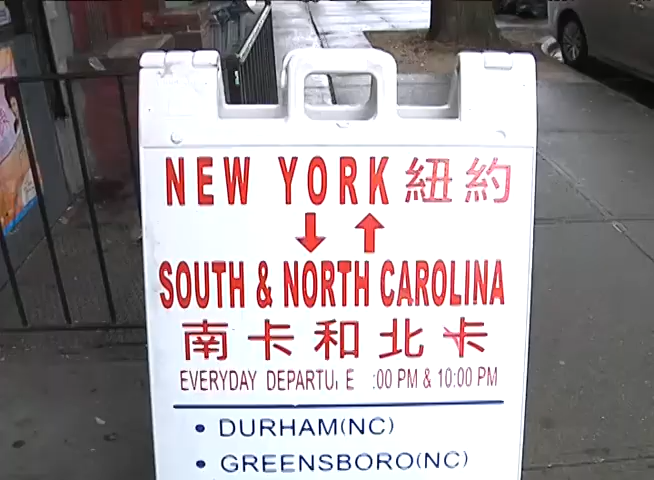 NEW YORK 紐約
SOUTH & NORTH CAROLINA
南卡和北卡
EVERYDAY :00 PM & 10:00 PM
• DURHAM(NC)
• GREENSBORO(NC)